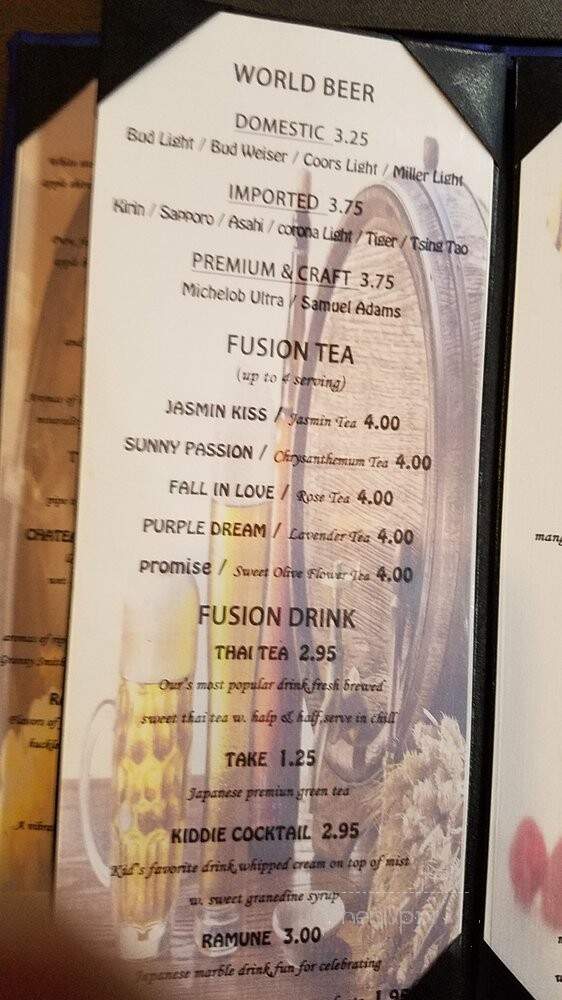 WORLD BEER
DOMESTIC 3.25
Bud Light / Bud Weiser / Coors Light / Miller Light
IMPORTED 3.75
Kirin / Sapporo / Asahi / corona Light / Tiger / Tsing Tao
PREMIUM & CRAFT 3.75
Michelob Ultra / Samuel Adams
FUSION TEA
(up to 4 serving)
JASMIN KISS / Jasmin Tea 4.00
SUNNY PASSION / Chrysanthemum Tea 4.00
FALL IN LOVE / Rose Tea 4.00
PURPLE DREAM / Lavender Tea 4.00
promise / Sweet Olive Flower Tea 4.00
FUSION DRINK
THAI TEA 2.95
Our's most popular drink,fresh brewed
sweet thai tea w. halp & half,serve in chill
TAKE 1.25
Japanese premiun green tea
KIDDIE COCKTAIL 2.95
Kid's favorite drink,whipped cream on top of mist
w. sweet granedine syrup
RAMUNE 3.00
Japanese marble drink,fun for celebrating
1.95